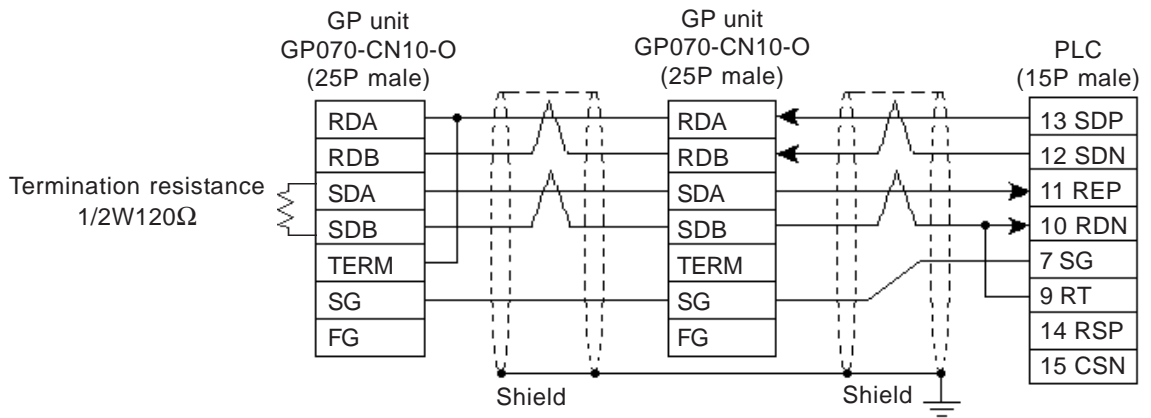 GP unit
GP070-CN10-O
(25P male)
GP unit
GP070-CN10-O
(25P male)
PLC
(15P male)
Termination resistance
1/2W120Ω
RDA
RDB
SDA
SDB
TERM
SG
FG
RDA
RDB
SDA
SDB
TERM
SG
FG
13 SDP
12 SDN
11 REP
10 RDN
7 SG
9 RT
14 RSP
15 CSN
Shield
Shield